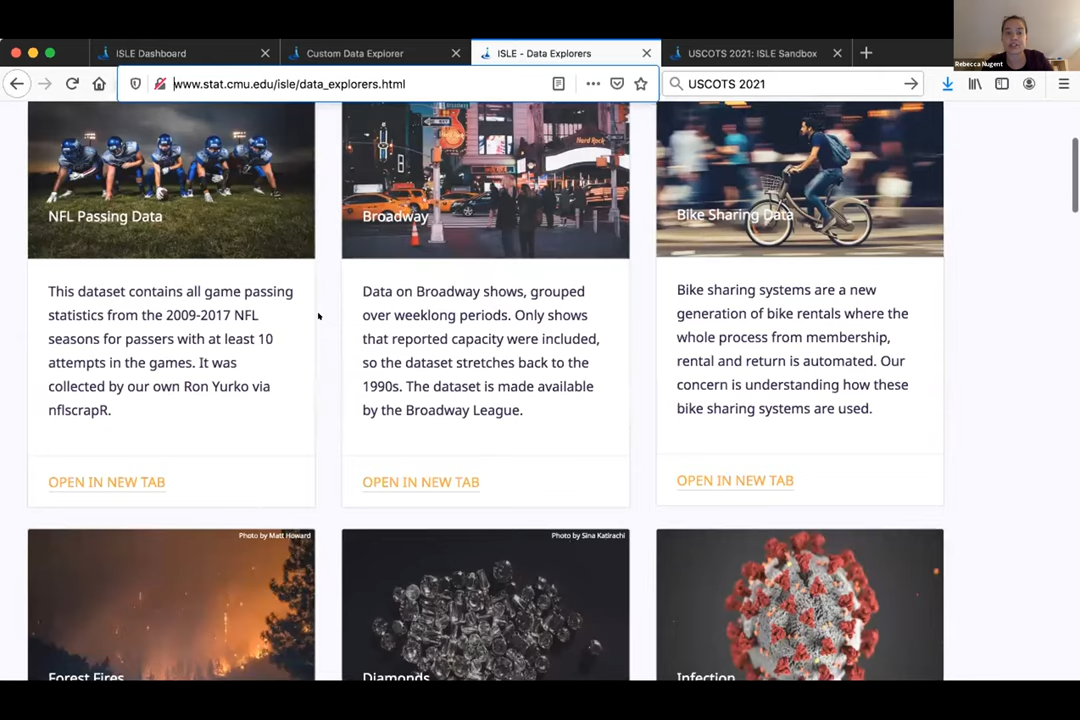 ISLE Dashboard
Custom Data Explorer
ISLE - Data Explorers
USCOTS 2021: ISLE Sandbox
Rebecca Nugent
www.stat.cmu.edu/isle/data_explorers.html
USCOTS 2021
NFL Passing Data
This dataset contains all game passing
statistics from the 2009-2017 NFL
seasons for passers with at least 10
attempts in the games. It was
collected by our own Ron Yurko via
nflscrapR.
OPEN IN NEW TAB
Hard Rock
Broadway
Data on Broadway shows, grouped
over weeklong periods. Only shows
that reported capacity were included,
so the dataset stretches back to the
1990s. The dataset is made available
by the Broadway League.
OPEN IN NEW TAB
Bike Sharing Data
Bike sharing systems are a new
generation of bike rentals where the
whole process from membership,
rental and return is automated. Our
concern is understanding how these
bike sharing systems are used.
OPEN IN NEW TAB
Photo by Matt Howard
Forest Fires
Photo by Sina Katirachi
Diamonds
Infection